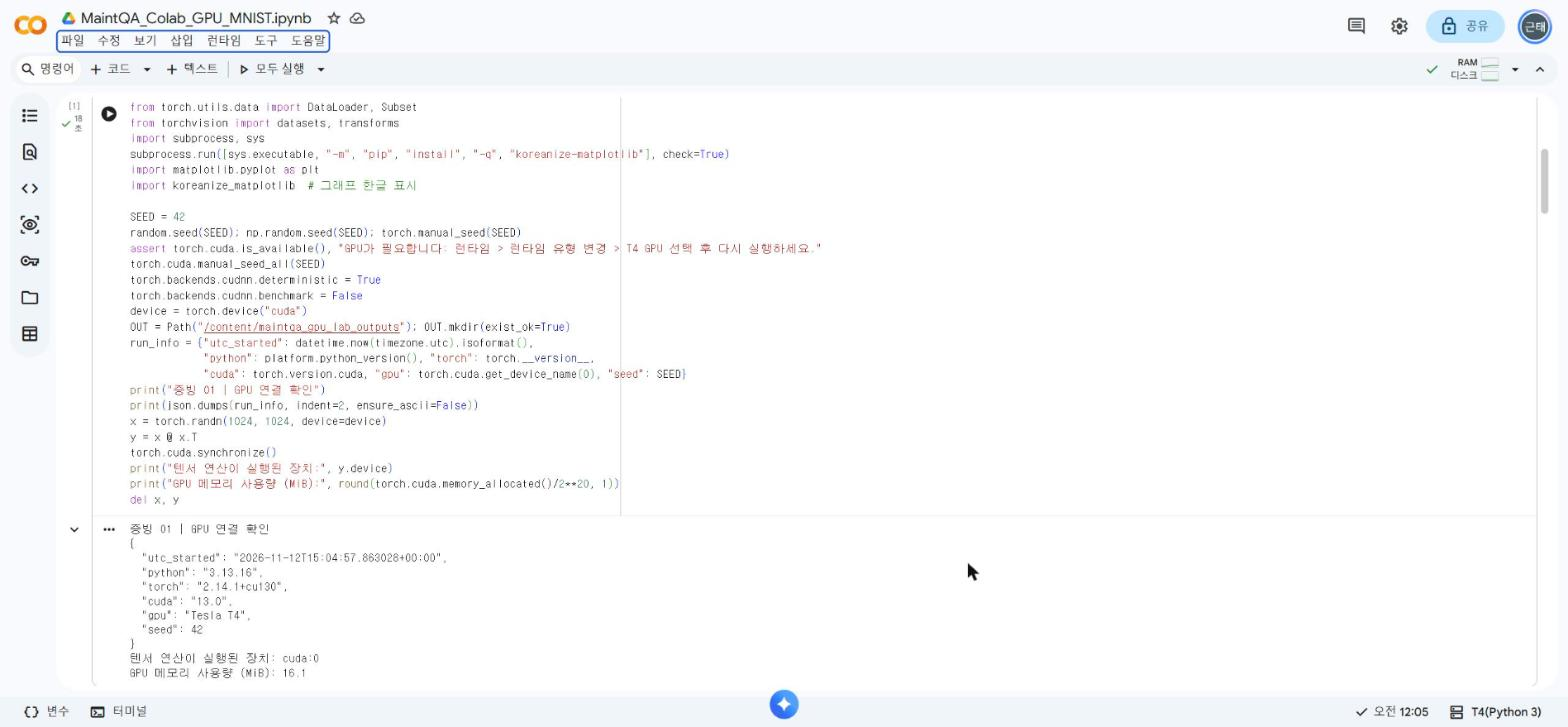 CO
MaintQA_Colab_GPU_MNIST.ipynb
파일 수정 보기 삽입 런타임 도구 도움말
공유
근태
명령어 + 코드 + 텍스트 모두 실행
RAM
디스크
[1]
18
초
from torch.utils.data import DataLoader, Subset
from torchvision import datasets, transforms
import subprocess, sys
subprocess.run([sys.executable, "-m", "pip", "install", "-q", "koreanize-matplotlib"], check=True)
import matplotlib.pyplot as plt
import koreanize_matplotlib  # 그래프 한글 표시
SEED = 42
random.seed(SEED); np.random.seed(SEED); torch.manual_seed(SEED)
assert torch.cuda.is_available(), "GPU가 필요합니다: 런타임 > 런타임 유형 변경 > T4 GPU 선택 후 다시 실행하세요."
torch.cuda.manual_seed_all(SEED)
torch.backends.cudnn.deterministic = True
torch.backends.cudnn.benchmark = False
device = torch.device("cuda")
OUT = Path("/content/maintqa_gpu_lab_outputs"); OUT.mkdir(exist_ok=True)
run_info = {"utc_started": datetime.now(timezone.utc).isoformat(),
"python": platform.python_version(), "torch": torch.__version__,
"cuda": torch.version.cuda, "gpu": torch.cuda.get_device_name(0), "seed": SEED}
print("증빙 01 | GPU 연결 확인")
print(json.dumps(run_info, indent=2, ensure_ascii=False))
x = torch.randn(1024, 1024, device=device)
y = x @ x.T
torch.cuda.synchronize()
print("텐서 연산이 실행된 장치:", y.device)
print("GPU 메모리 사용량 (MiB):", round(torch.cuda.memory_allocated()/2**20, 1))
del x, y
증빙 01 | GPU 연결 확인
{
"utc_started": "2026-11-12T15:04:57.863028+00:00",
"python": "3.13.16",
"torch": "2.14.1+cu130",
"cuda": "13.0",
"gpu": "Tesla T4",
"seed": 42
}
텐서 연산이 실행된 장치: cuda:0
GPU 메모리 사용량 (MiB): 16.1
변수 터미널
오전 12:05 T4(Python 3)